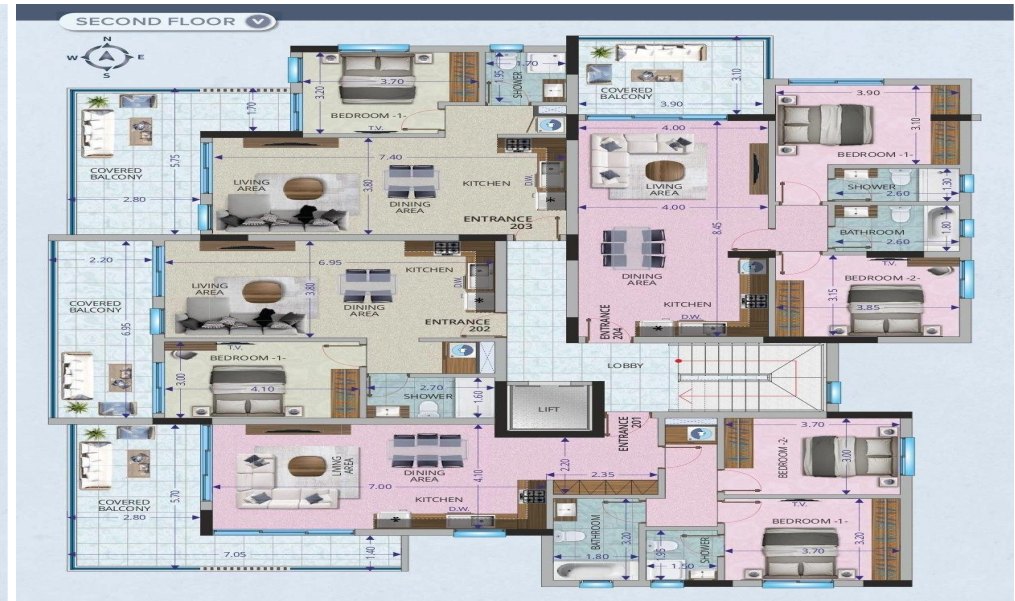 SECOND FLOOR
N
W E
S
3.70
3.20
BEDROOM -1-
T.V.
1.95
1.70
SHOWER
COVERED
BALCONY
3.90
3.10
1.70
5.75
COVERED
BALCONY
2.80
7.40
LIVING
AREA
3.80
DINING
AREA
KITCHEN
D.W.
ENTRANCE
203
4.00
LIVING
AREA
4.00
8.45
DINING
AREA
KITCHEN
D.W.
ENTRANCE
204
3.90
3.10
BEDROOM -1-
SHOWER
2.60
1.30
BATHROOM
2.60
1.80
T.V.
BEDROOM -2-
3.15
3.85
2.20
COVERED
BALCONY
6.95
6.95
LIVING
AREA
3.80
DINING
AREA
KITCHEN
D.W.
ENTRANCE
202
T.V.
BEDROOM -1-
3.00
4.10
2.70
SHOWER
1.60
LOBBY
LIFT
ENTRANCE
201
5.70
COVERED
BALCONY
2.80
7.05
1.40
LIVING
AREA
7.00
DINING
AREA
4.10
KITCHEN
D.W.
2.20
2.35
BATHROOM
1.80
3.20
1.95
SHOWER
1.50
3.70
BEDROOM -2-
3.00
T.V.
BEDROOM -1-
3.70
3.20